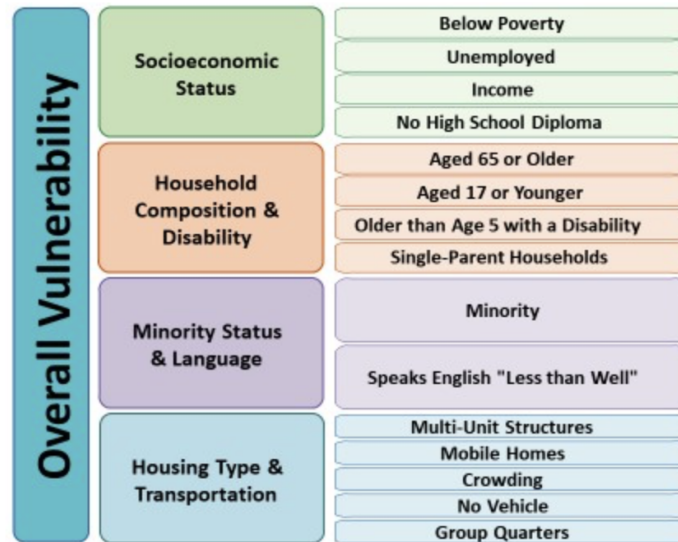 Overall Vulnerability
Socioeconomic
Status
Below Poverty
Unemployed
Income
No High School Diploma
Household
Composition &
Disability
Aged 65 or Older
Aged 17 or Younger
Older than Age 5 with a Disability
Single-Parent Households
Minority Status
& Language
Minority
Speaks English "Less than Well"
Housing Type &
Transportation
Multi-Unit Structures
Mobile Homes
Crowding
No Vehicle
Group Quarters